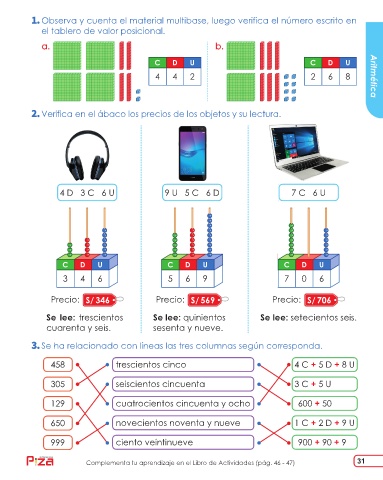 1. Observa y cuenta el material multibase, luego verifica el número escrito en
el tablero de valor posicional.
a.
C D U
4 4 2
b.
C D U
2 6 8
Aritmética
2. Verifica en el ábaco los precios de los objetos y su lectura.
4 D 3 C 6 U
9 U 5 C 6 D
7 C 6 U
C D U
3 4 6
C D U
5 6 9
C D U
7 0 6
Precio: S/ 346
Precio: S/ 569
Precio: S/ 706
Se lee: trescientos
cuarenta y seis.
Se lee: quinientos
sesenta y nueve.
Se lee: setecientos seis.
3. Se ha relacionado con líneas las tres columnas según corresponda.
458 trescientos cinco 4 C + 5 D + 8 U
305 seiscientos cincuenta 3 C + 5 U
129 cuatrocientos cincuenta y ocho 600 + 50
650 novecientos noventa y nueve 1 C + 2 D + 9 U
999 ciento veintinueve 900 + 90 + 9
Complementa tu aprendizaje en el Libro de Actividades (pág. 46 - 47)
31